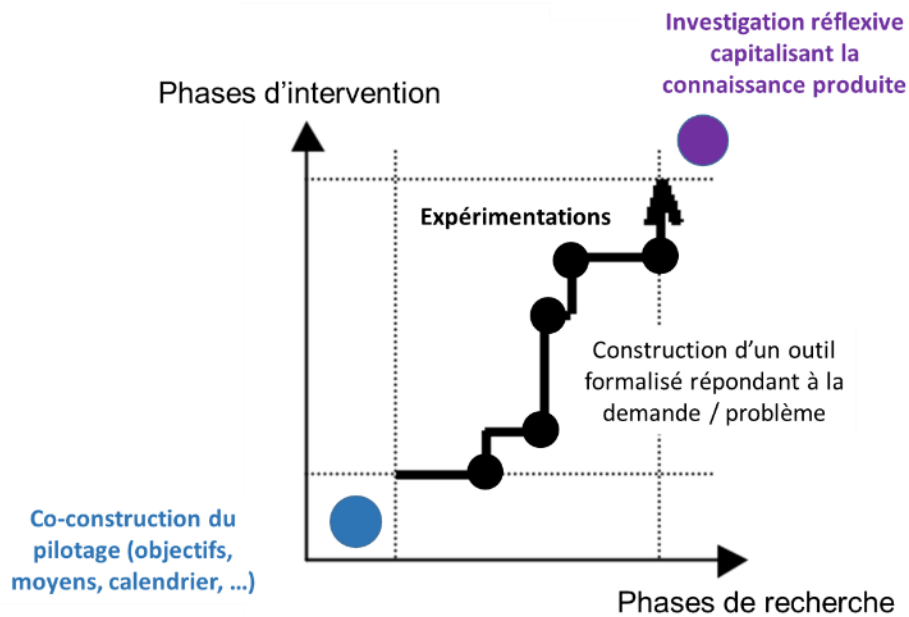 Investigation réflexive
capitalisant la
connaissance produite
Phases d’intervention
Expérimentations
Construction d’un outil
formalisé répondant à la
demande / problème
Co-construction du
pilotage (objectifs,
moyens, calendrier, …)
Phases de recherche